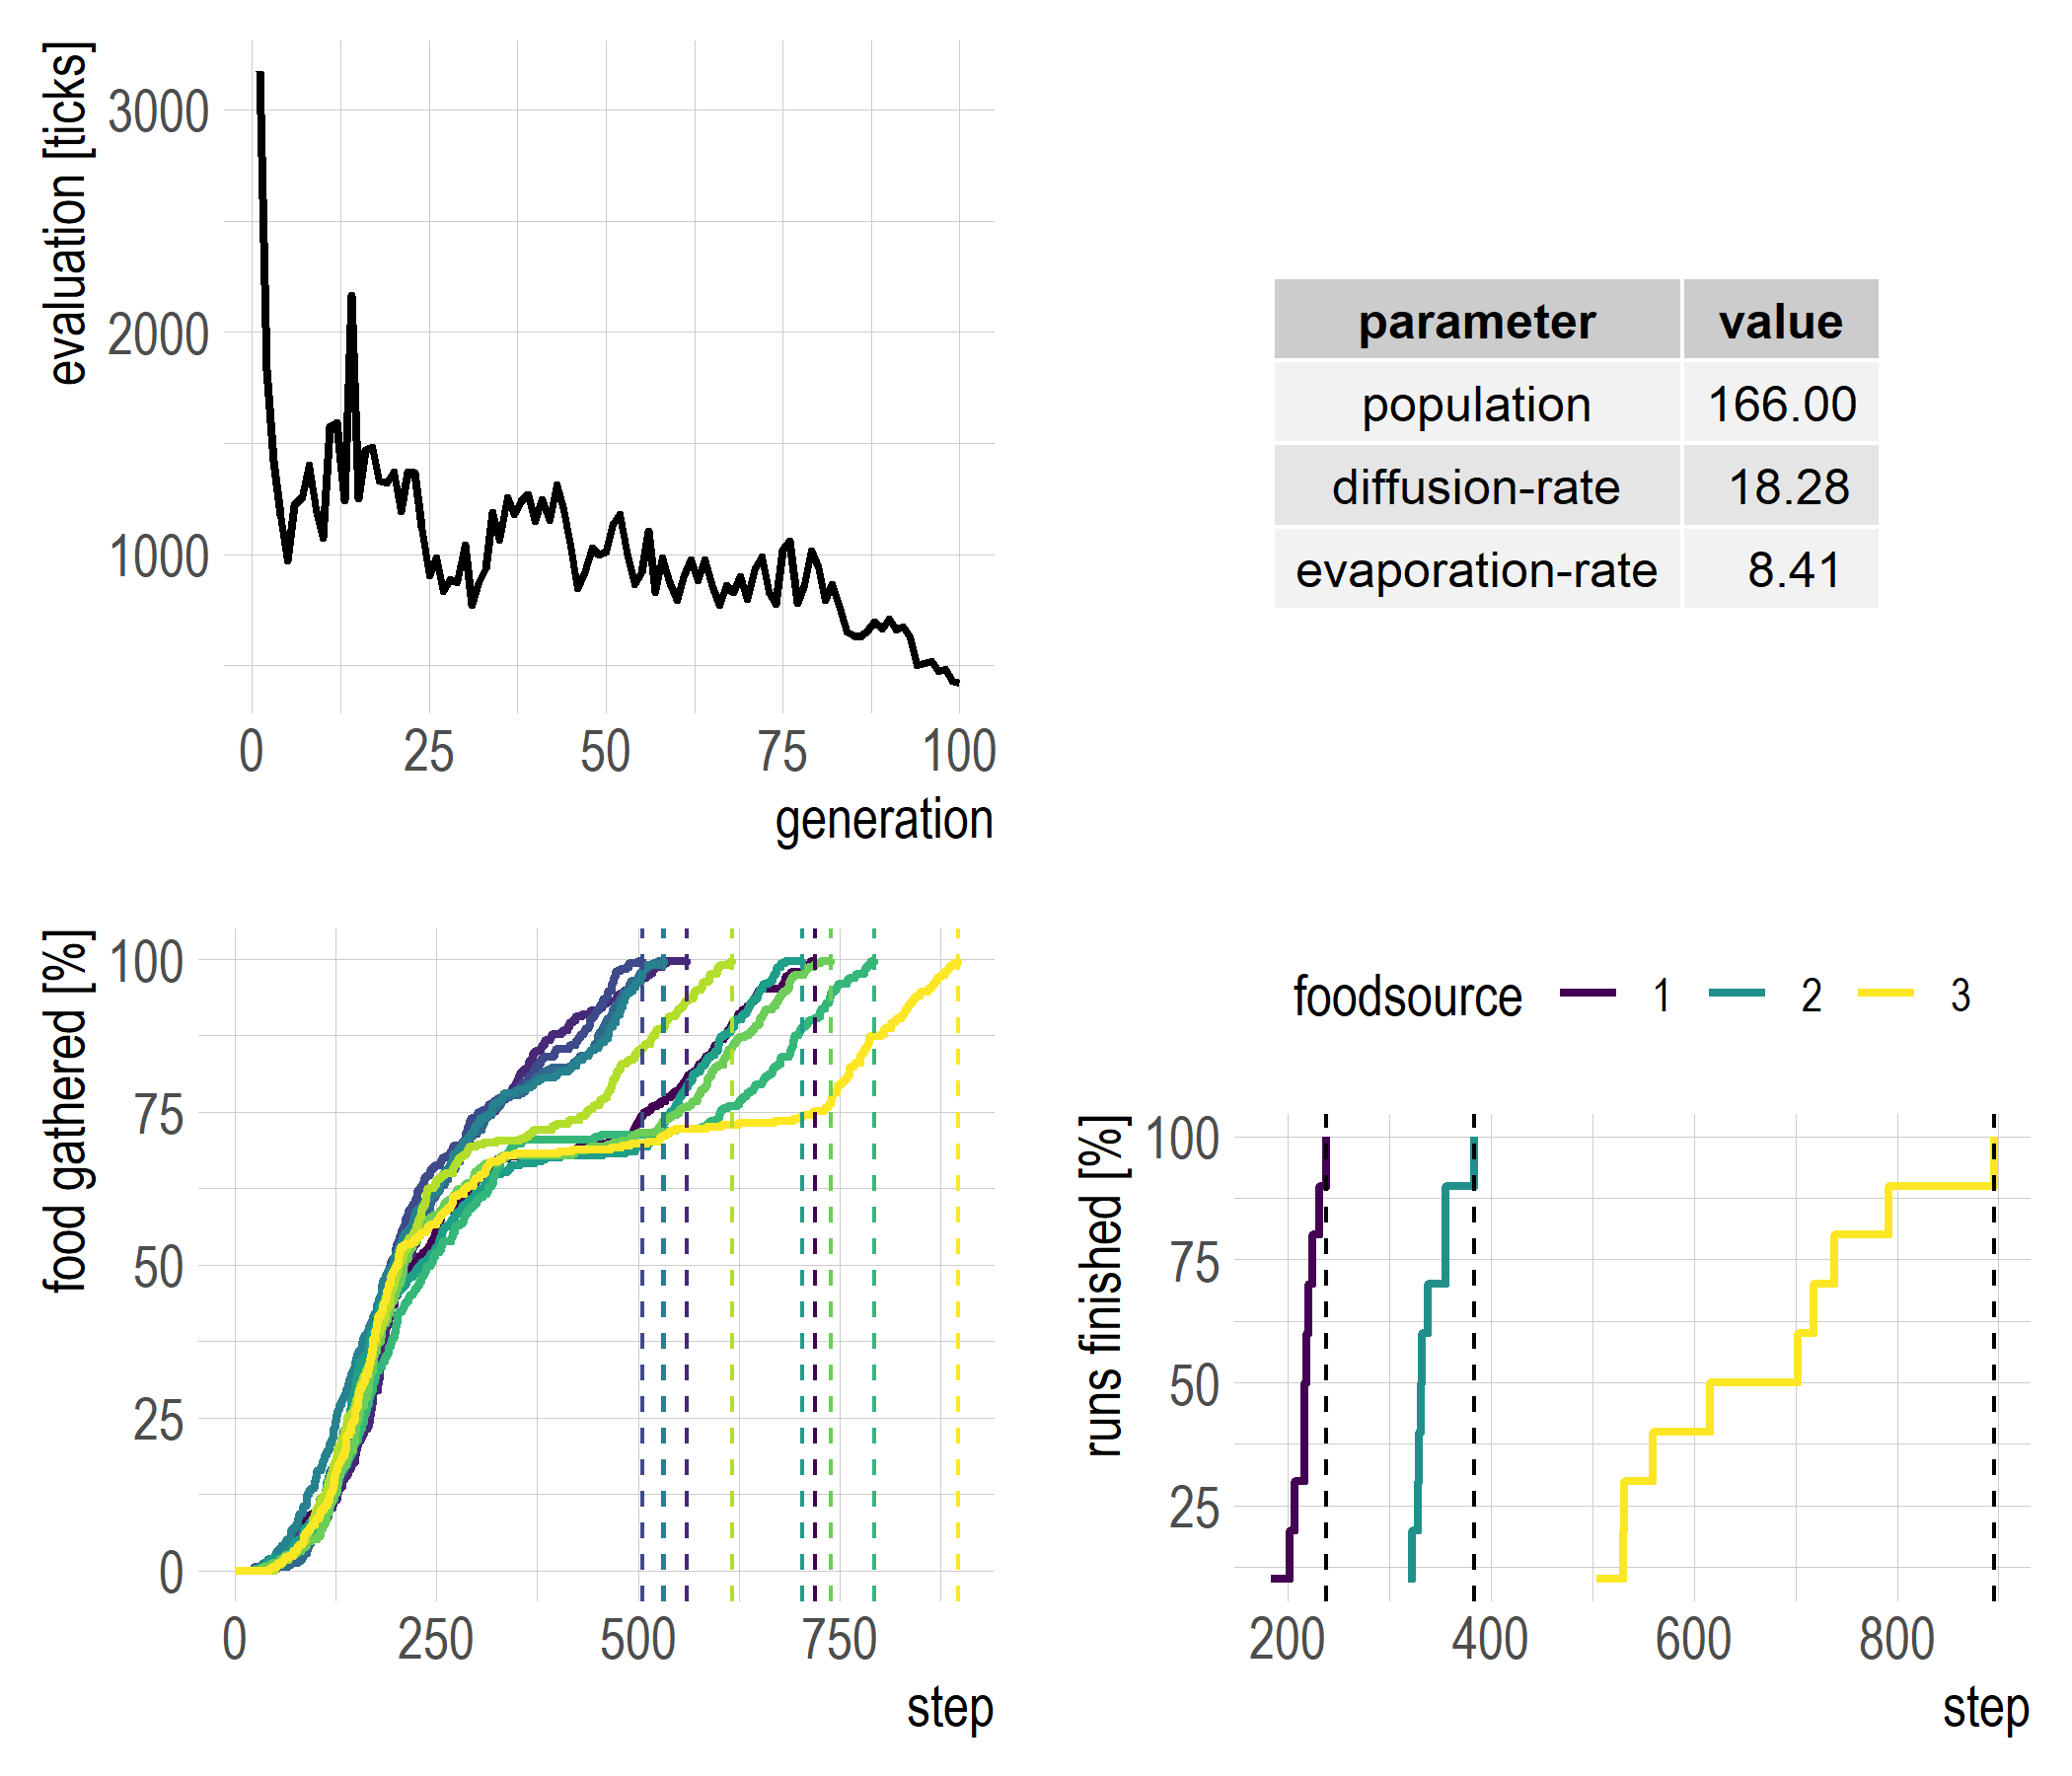 evaluation [ticks]
3000
2000
1000
0 25 50 75 100
generation
parameter value
population 166.00
diffusion-rate 18.28
evaporation-rate 8.41
food gathered [%]
100
75
50
25
0
0 250 500 750
step
foodsource 1 2 3
runs finished [%]
100
75
50
25
200 400 600 800
step